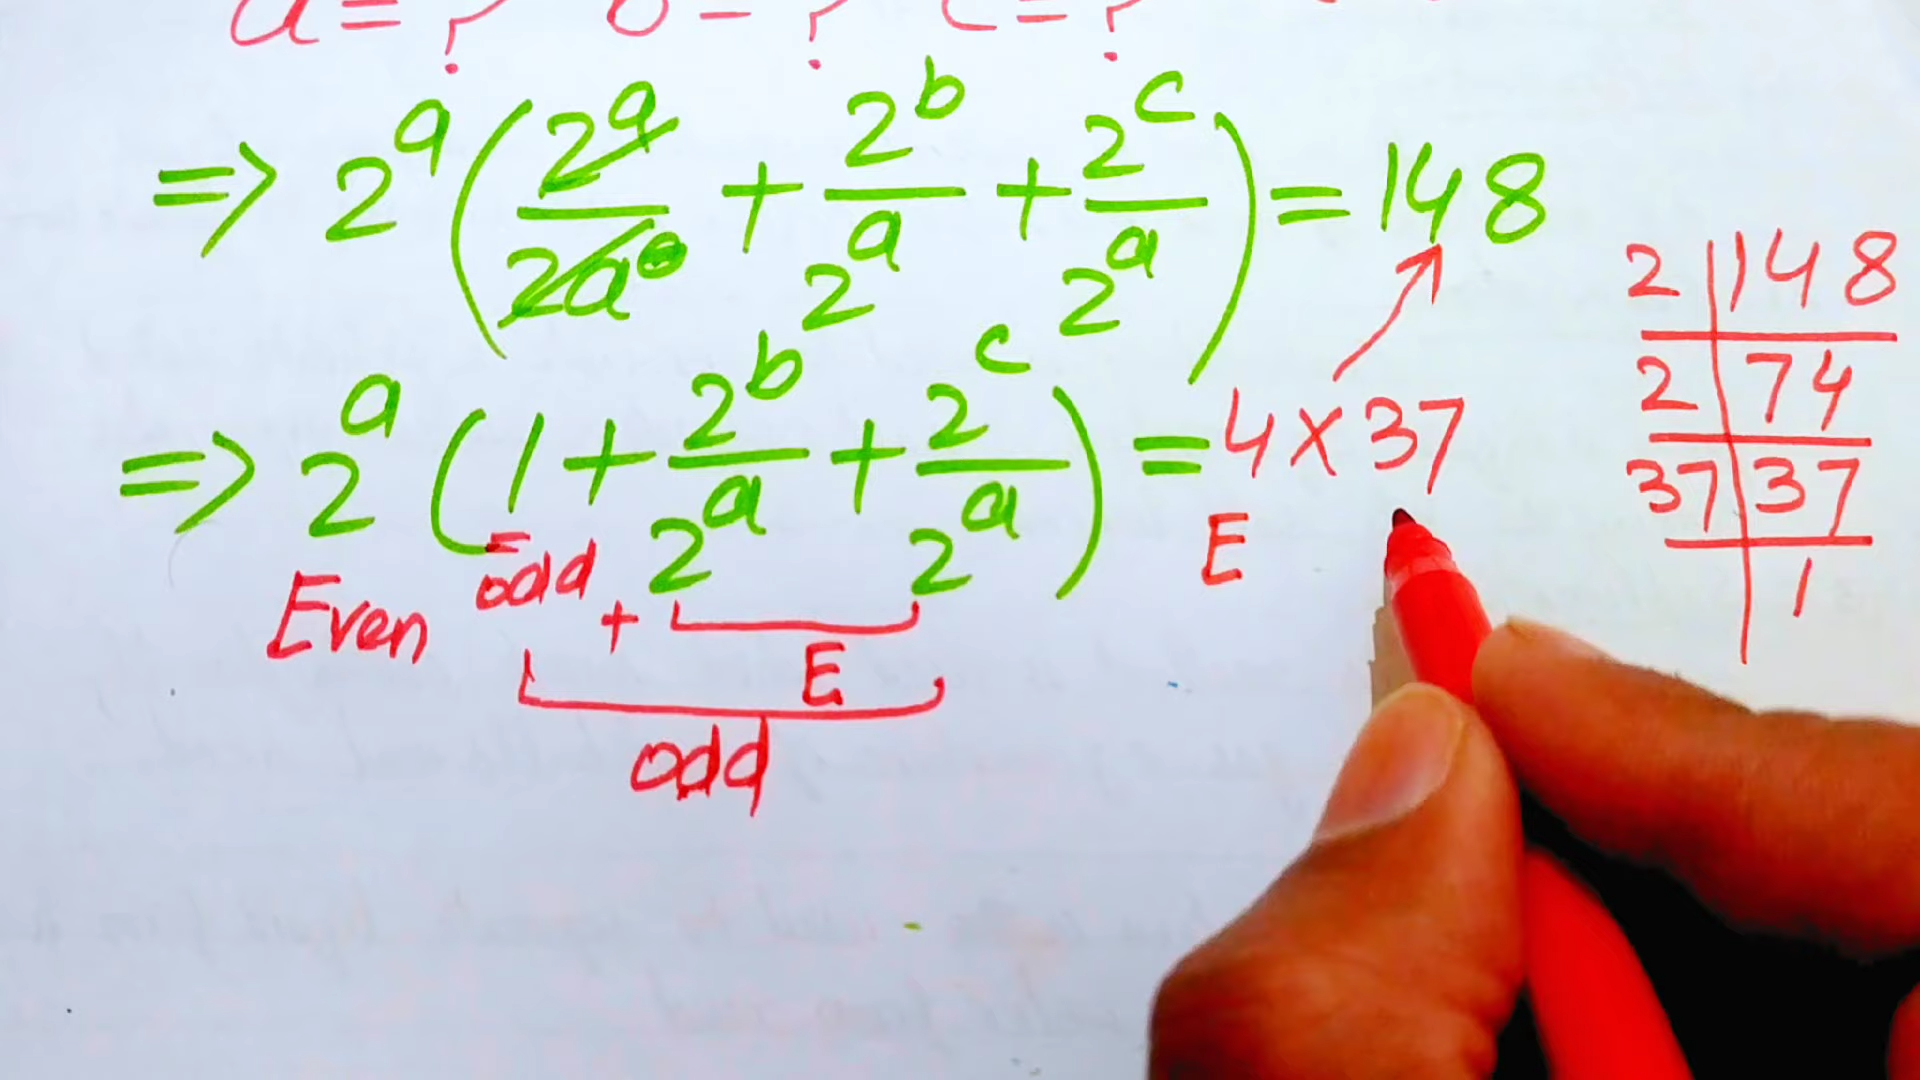 a = ? b = ? c = ?
=> 2^a (2^a/2^a + 2^b/2^a + 2^c/2^a) = 148
=> 2^a (1 + 2^b/2^a + 2^c/2^a) = 4 × 37
Even odd + E E
odd
2 | 148
2 | 74
37 | 37
1